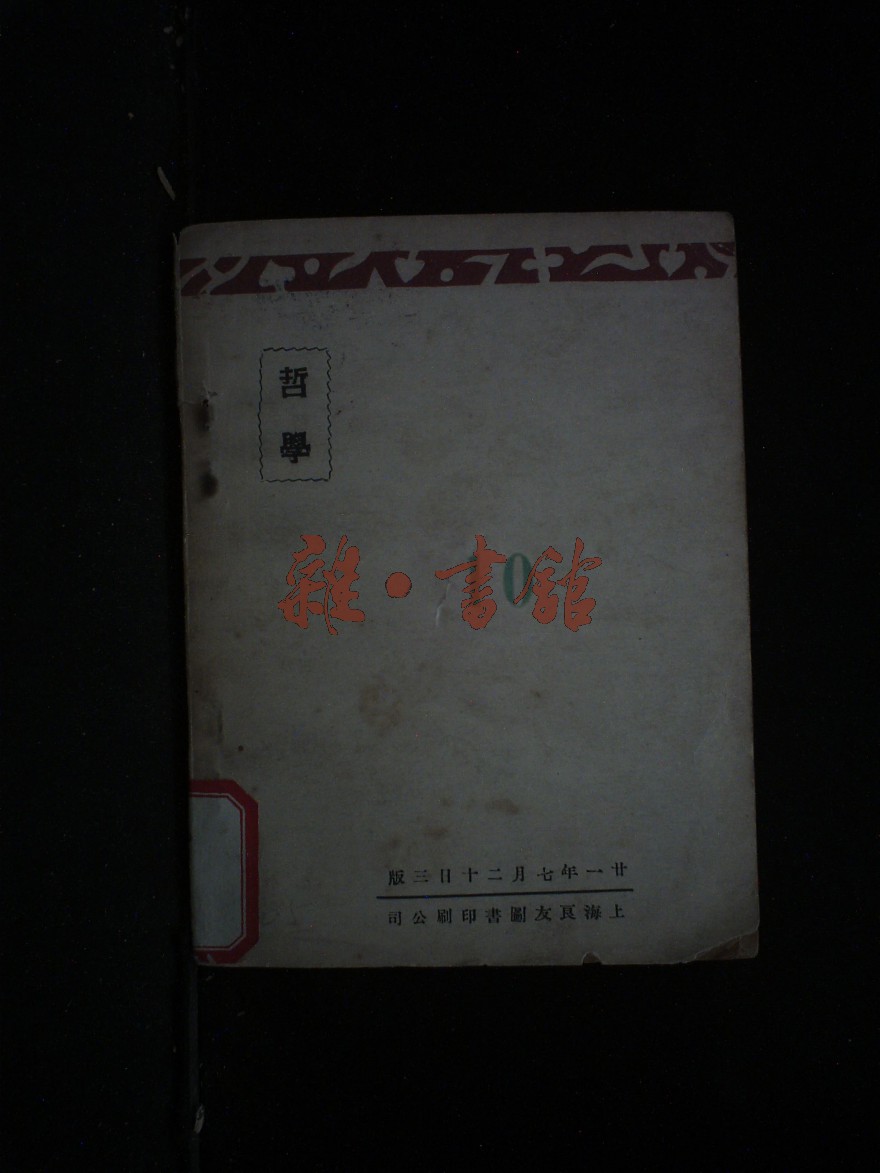 哲學
雜·書館
0
廿一年七月二十日三版
上海良友圖書印刷公司